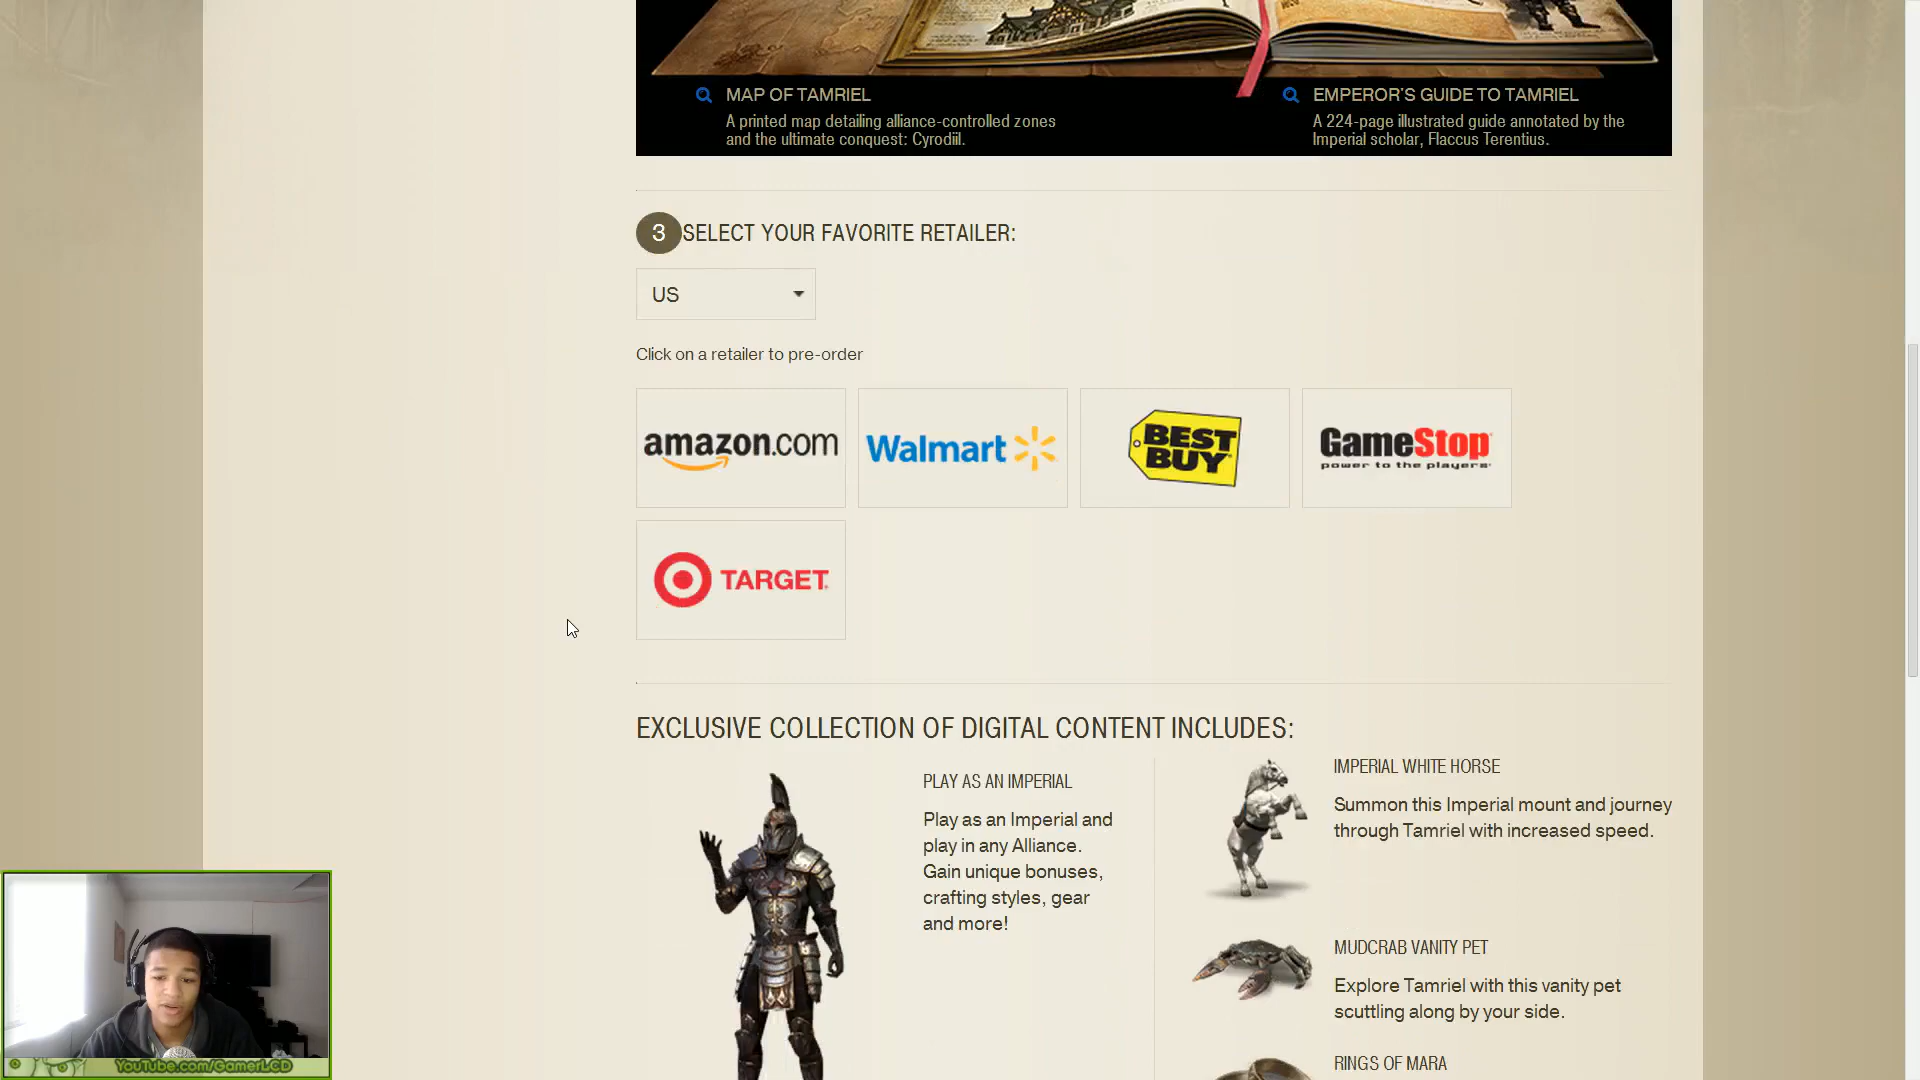 MAP OF TAMRIEL
A printed map detailing alliance-controlled zones
and the ultimate conquest: Cyrodiil.
EMPEROR'S GUIDE TO TAMRIEL
A 224-page illustrated guide annotated by the
Imperial scholar, Flaccus Terentius.
3 SELECT YOUR FAVORITE RETAILER:
US
Click on a retailer to pre-order
amazon.com
Walmart
BEST
BUY
GameStop
power to the players
TARGET
EXCLUSIVE COLLECTION OF DIGITAL CONTENT INCLUDES:
PLAY AS AN IMPERIAL
Play as an Imperial and
play in any Alliance.
Gain unique bonuses,
crafting styles, gear
and more!
IMPERIAL WHITE HORSE
Summon this Imperial mount and journey
through Tamriel with increased speed.
MUDCRAB VANITY PET
Explore Tamriel with this vanity pet
scuttling along by your side.
RINGS OF MARA
YouTube.com/GamerLCD